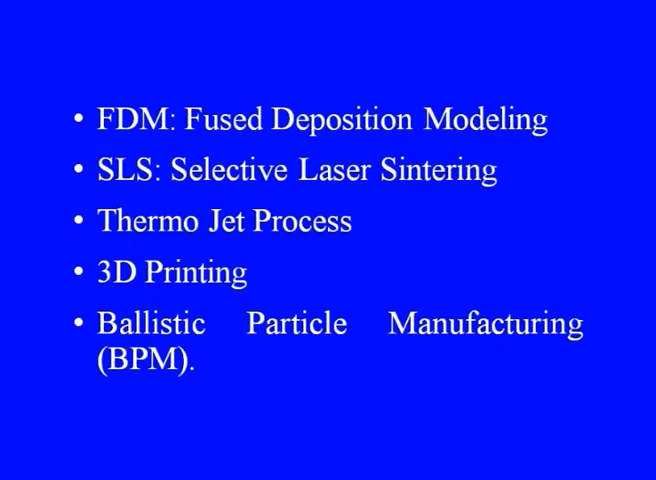 • FDM: Fused Deposition Modeling
• SLS: Selective Laser Sintering
• Thermo Jet Process
• 3D Printing
• Ballistic Particle Manufacturing
(BPM).